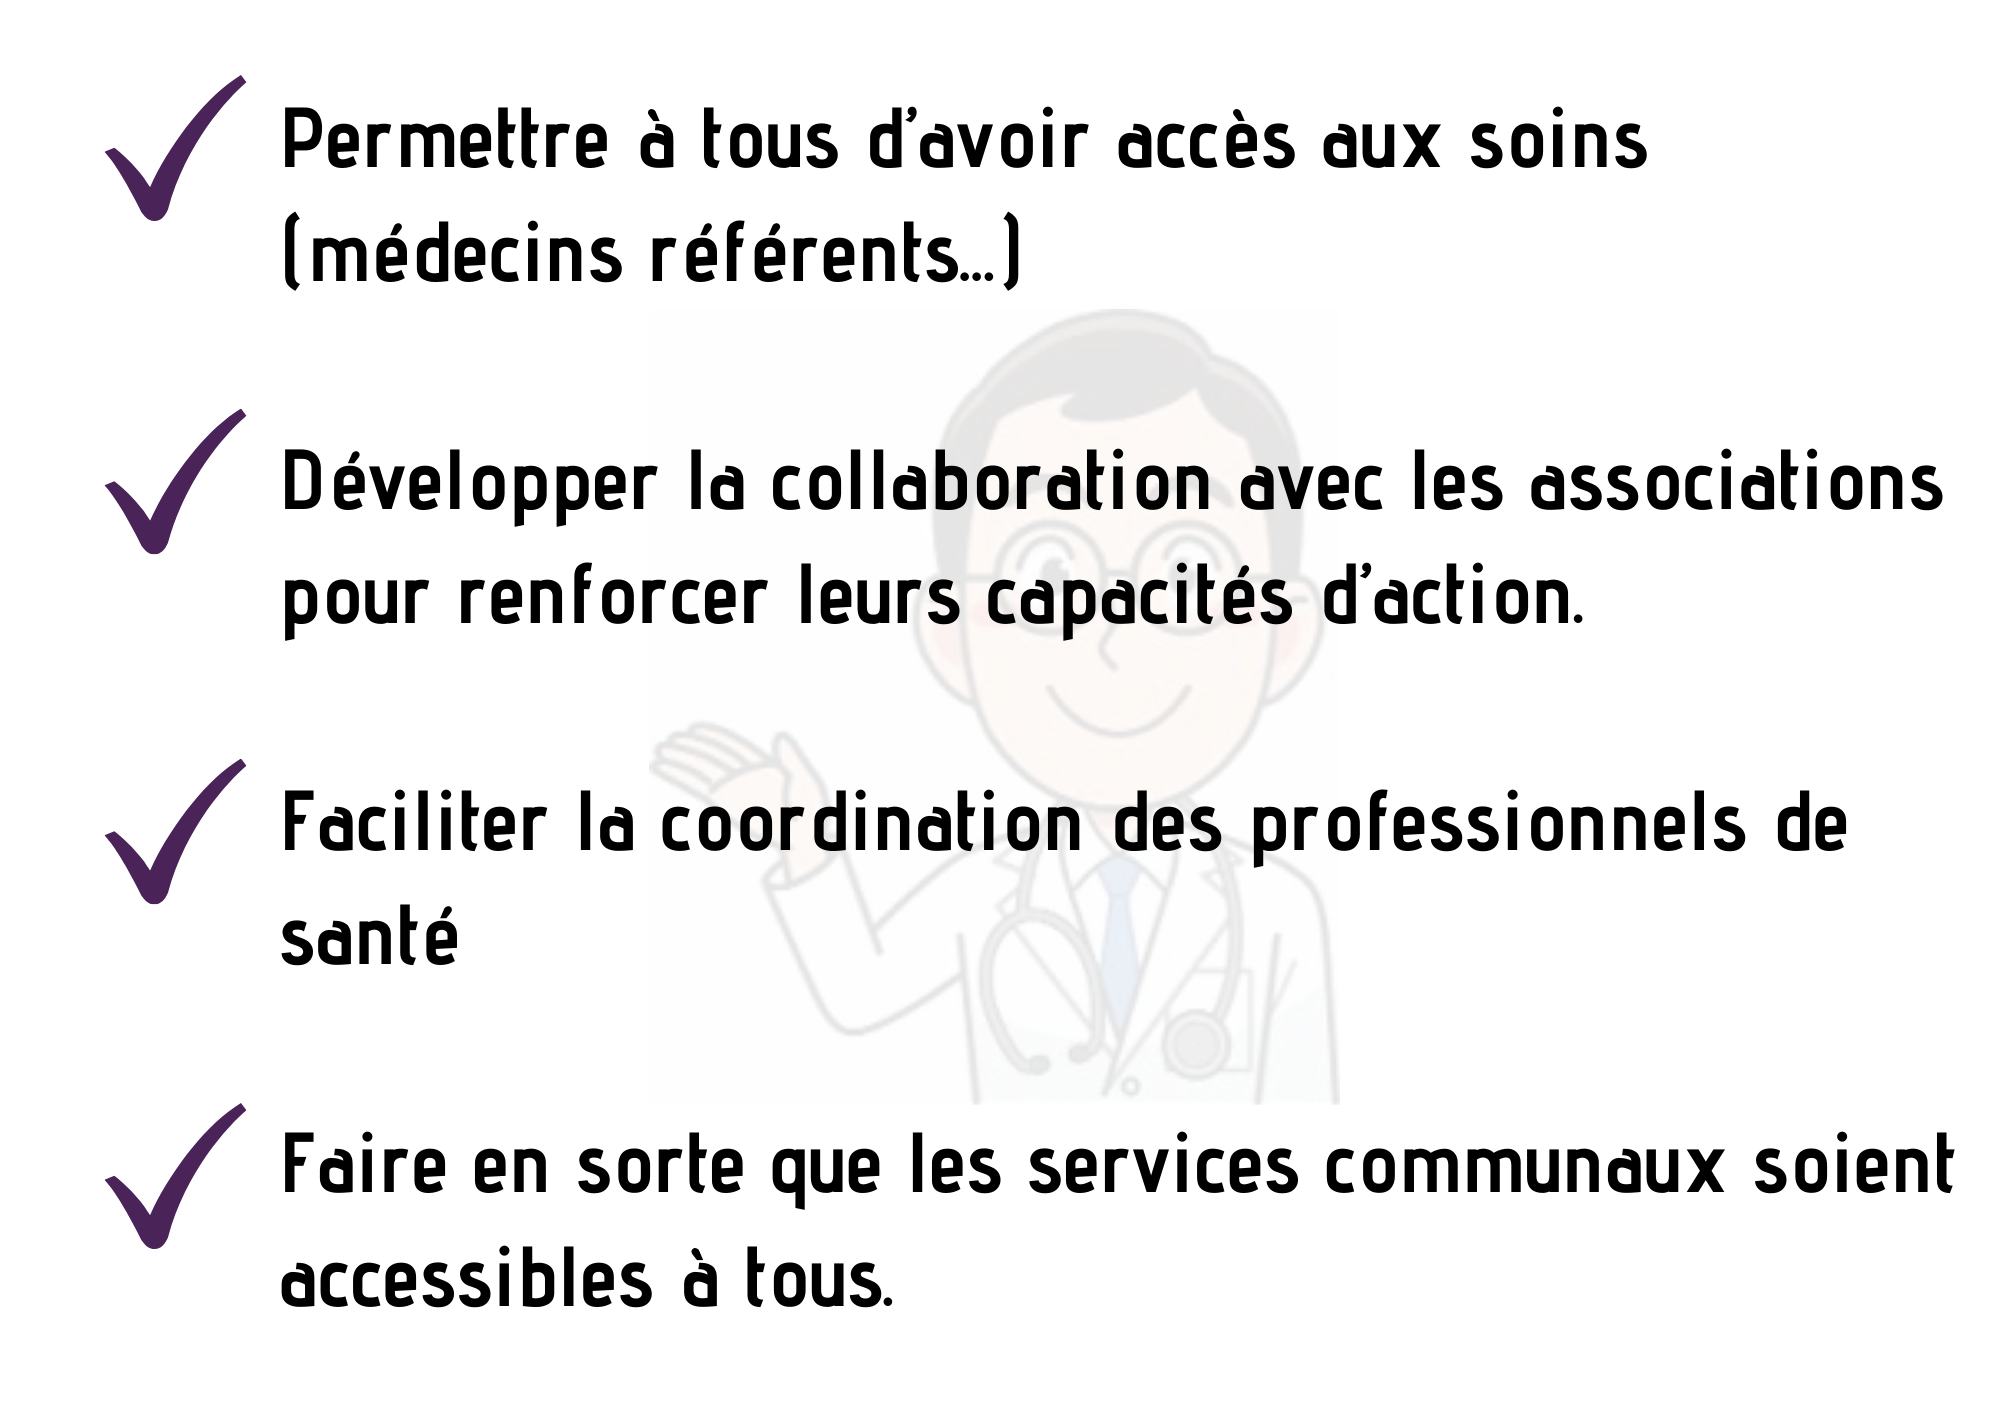 Permettre à tous d'avoir accès aux soins
(médecins référents...)
Développer la collaboration avec les associations
pour renforcer leurs capacités d'action.
Faciliter la coordination des professionnels de
santé
Faire en sorte que les services communaux soient
accessibles à tous.